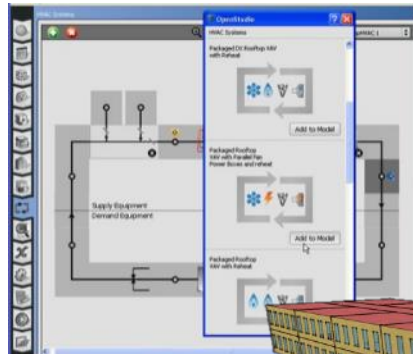 HVAC Systems
OpenStudio
HVAC Systems
Packaged DX Rooftop VAV
with Reheat
Add to Model
Packaged Rooftop
VAV with Parallel Fan
Power Boxes and reheat
Add to Model
Packaged Rooftop
VAV with Reheat
Supply Equipment
Demand Equipment